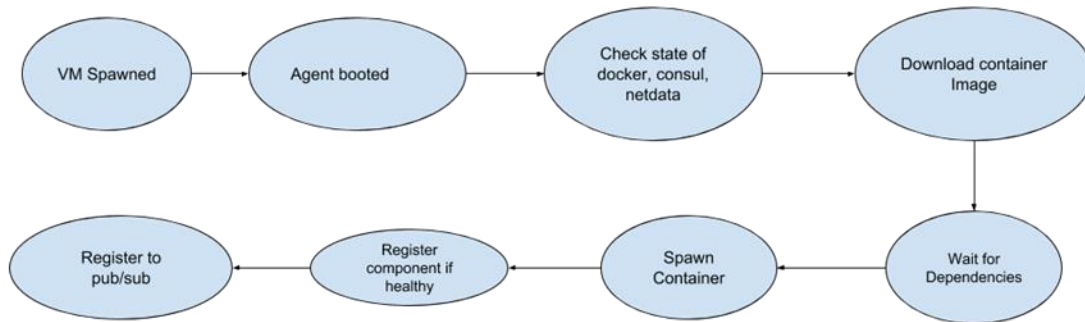 VM Spawned
Agent booted
Check state of
docker, consul,
netdata
Download container
Image
Wait for
Dependencies
Spawn
Container
Register
component if
healthy
Register to
pub/sub